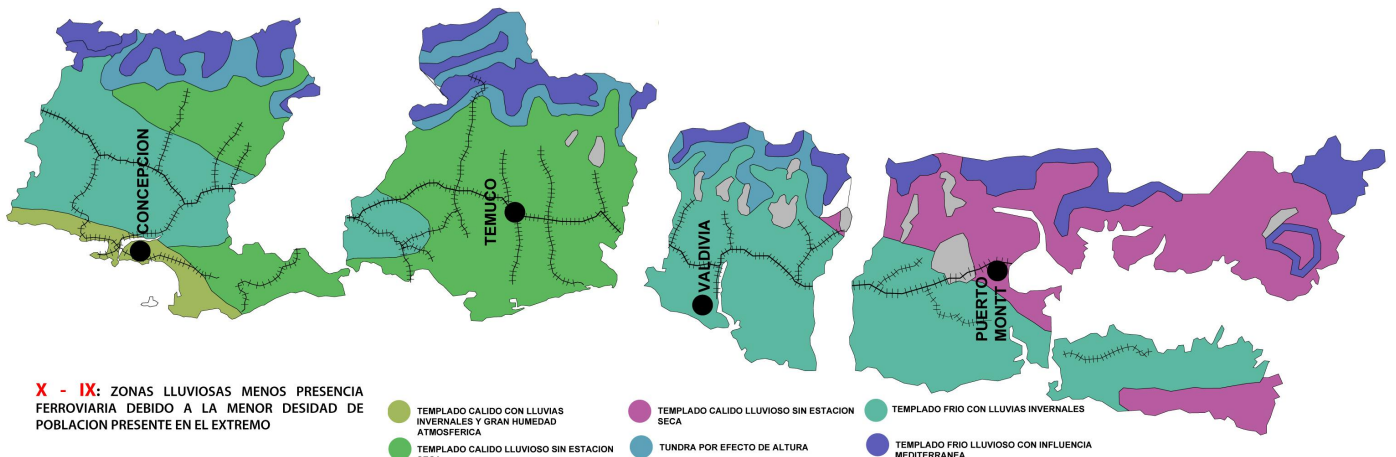 CONCEPCION
TEMUCO
VALDIVIA
PUERTO
MONTT
X - IX: ZONAS LLUVIOSAS MENOS PRESENCIA
FERROVIARIA DEBIDO A LA MENOR DESIDAD DE
POBLACION PRESENTE EN EL EXTREMO
TEMPLADO CALIDO CON LLUVIAS
INVERNALES Y GRAN HUMEDAD
ATMOSFERICA
TEMPLADO CALIDO LLUVIOSO SIN ESTACION
TEMPLADO CALIDO LLUVIOSO SIN ESTACION
SECA
TUNDRA POR EFECTO DE ALTURA
TEMPLADO FRIO CON LLUVIAS INVERNALES
TEMPLADO FRIO LLUVIOSO CON INFLUENCIA
MEDITERRANEA